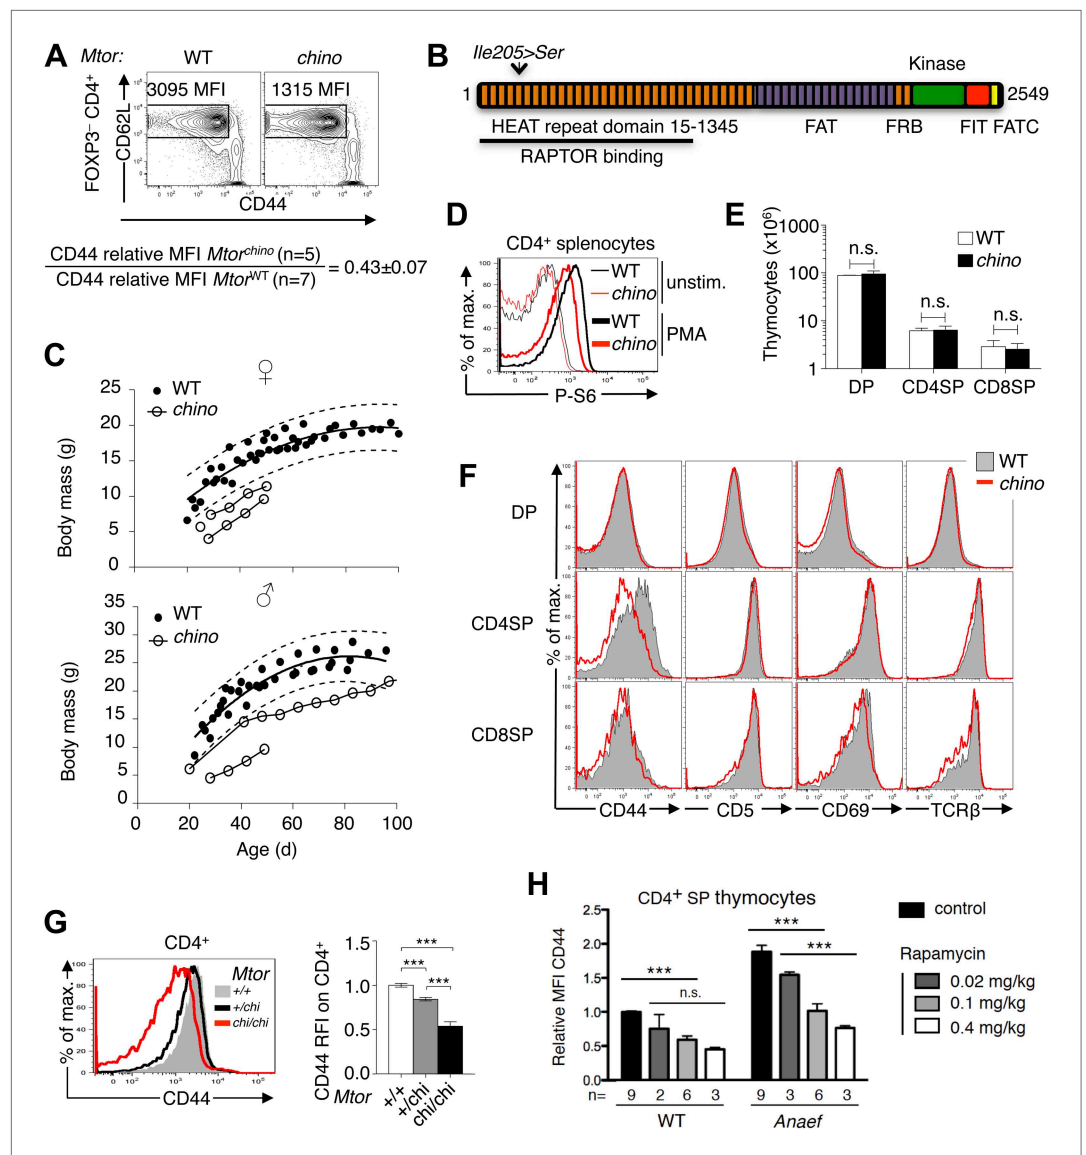 A
Mtor:
WT
chino
3095 MFI
1315 MFI
FOXP3⁻ CD4⁺
CD62L
CD44
CD44 relative MFI Mtor^chino (n=5)
CD44 relative MFI Mtor^WT (n=7)
= 0.43±0.07
B
Ile205>Ser
Kinase
1
2549
HEAT repeat domain 15-1345
FAT
FRB
FIT FATC
RAPTOR binding
C
♀
WT
chino
Body mass (g)
25
20
15
10
5
0
0 20 40 60 80 100
♂
WT
chino
Body mass (g)
35
30
25
20
15
10
5
0
0 20 40 60 80 100
Age (d)
D
CD4⁺ splenocytes
WT
chino
unstim.
WT
chino
PMA
% of max.
P-S6
E
WT
chino
Thymocytes (x10⁶)
1000
100
10
1
n.s.
n.s.
n.s.
DP CD4SP CD8SP
F
WT
chino
DP
CD4SP
CD8SP
% of max.
CD44 CD5 CD69 TCRβ
G
CD4⁺
Mtor
+/+
+/chi
chi/chi
% of max.
CD44
CD44 RFI on CD4⁺
1.5
1.0
0.5
0.0
***
***
***
Mtor
+/+
+/chi
chi/chi
H
CD4⁺ SP thymocytes
Relative MFI CD44
2.5
2.0
1.5
1.0
0.5
0.0
***
n.s.
***
***
n= 9 2 6 3 9 3 6 3
WT Anaef
control
Rapamycin
0.02 mg/kg
0.1 mg/kg
0.4 mg/kg